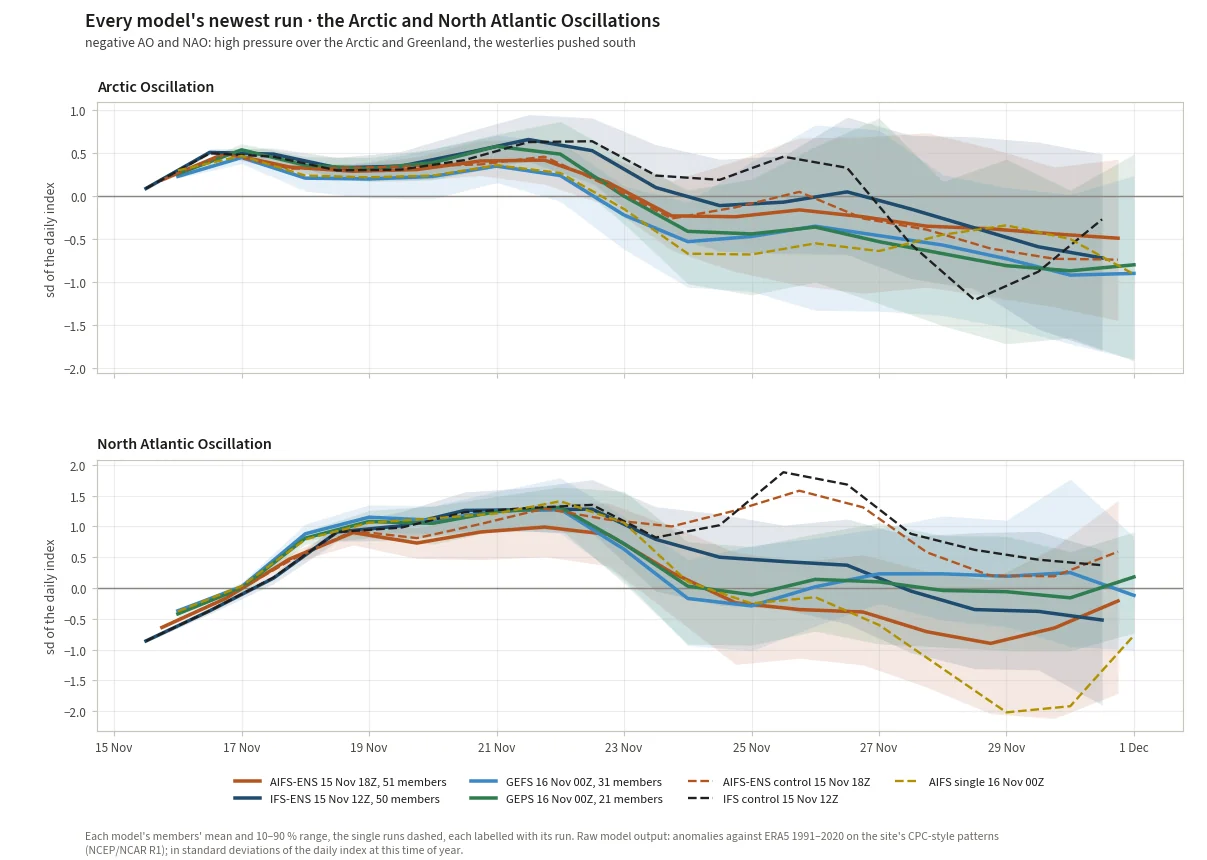 Every model's newest run · the Arctic and North Atlantic Oscillations
negative AO and NAO: high pressure over the Arctic and Greenland, the westerlies pushed south
Arctic Oscillation
sd of the daily index
1.0
0.5
0.0
−0.5
−1.0
−1.5
−2.0
North Atlantic Oscillation
sd of the daily index
2.0
1.5
1.0
0.5
0.0
−0.5
−1.0
−1.5
−2.0
15 Nov 17 Nov 19 Nov 21 Nov 23 Nov 25 Nov 27 Nov 29 Nov 1 Dec
AIFS-ENS 15 Nov 18Z, 51 members GEFS 16 Nov 00Z, 31 members AIFS-ENS control 15 Nov 18Z AIFS single 16 Nov 00Z
IFS-ENS 15 Nov 12Z, 50 members GEPS 16 Nov 00Z, 21 members IFS control 15 Nov 12Z
Each model's members' mean and 10–90 % range, the single runs dashed, each labelled with its run. Raw model output: anomalies against ERA5 1991–2020 on the site's CPC-style patterns
(NCEP/NCAR R1); in standard deviations of the daily index at this time of year.